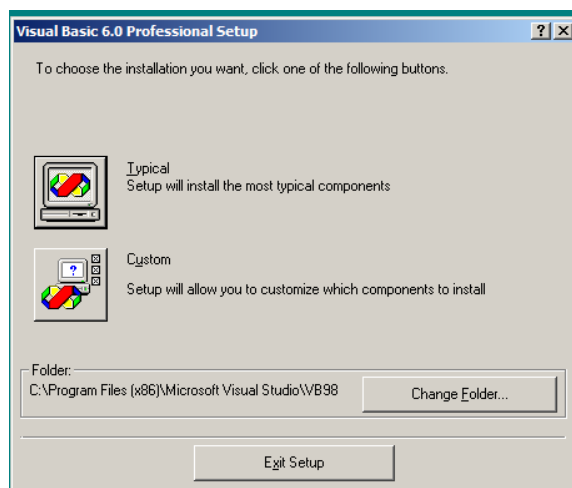 Visual Basic 6.0 Professional Setup
To choose the installation you want, click one of the following buttons.
Typical
Setup will install the most typical components
?
Custom
Setup will allow you to customize which components to install
Folder:
C:\Program Files (x86)\Microsoft Visual Studio\VB98
Change Folder...
Exit Setup